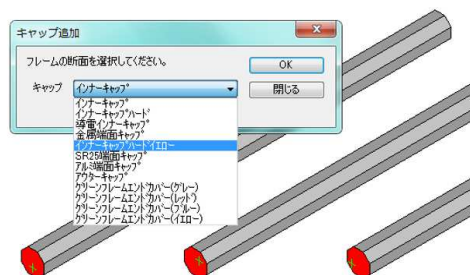 キャップ追加
フレームの断面を選択してください。
OK
キャップ
インナーキャップ
閉じる
インナーキャップ
インナーキャップハード
導電インナーキャップ
金属端面キャップ
インナーキャップハードイエロー
SR25端面キャップ
アルミ端面キャップ
アウターキャップ
グリーンフレームエンドカバー(グレー)
グリーンフレームエンドカバー(レッド)
グリーンフレームエンドカバー(ブルー)
グリーンフレームエンドカバー(イエロー)